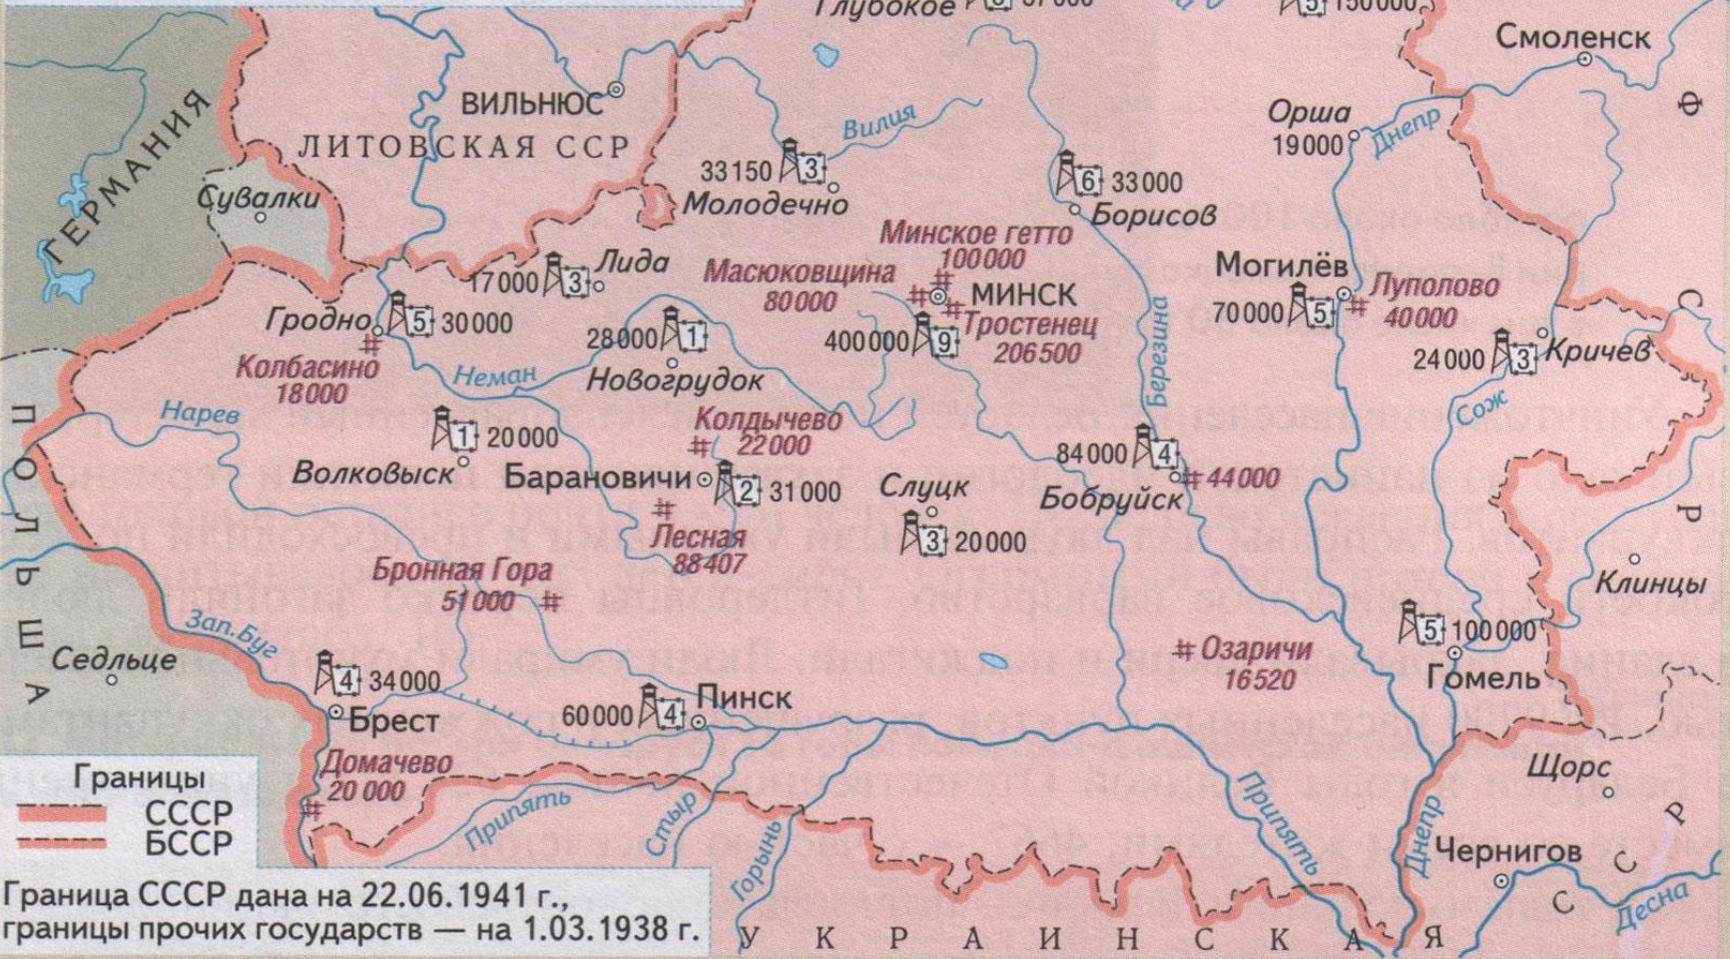 Глубокое
Смоленск
ВИЛЬНЮС
ЛИТОВСКАЯ ССР
ГЕРМАНИЯ
Сувалки
Вилия
33150 3
Молодечно
6 33000
Борисов
Орша
19000
Днепр
Ф
17000 3
Лида
Минское гетто
100000
Масюковщина
80000
МИНСК
Тростенец
206500
400000 9
Могилёв
70000 5
Луполово
40000
С
Гродно
5 30000
Колбасино
18000
28000 1
Новогрудок
Неман
Березина
24000 3
Кричев
Сож
Нарев
1 20000
Волковыск
Колдычево
22000
Барановичи
2 31000
Слуцк
3 20000
84000 4
Бобруйск
44000
Лесная
88407
Р
ПОЛЬША
Бронная Гора
51000
Клинцы
Зап.Буг
Седльце
4 34000
Брест
60000 4
Пинск
Озаричи
16520
5 100000
Гомель
Домачево
20 000
Припять
Стыр
Горынь
Припять
Днепр
Щорс
Чернигов
Десна
Р
С
С
УКРАИНСКАЯ
Границы
СССР
БССР
Граница СССР дана на 22.06.1941 г.,
границы прочих государств — на 1.03.1938 г.